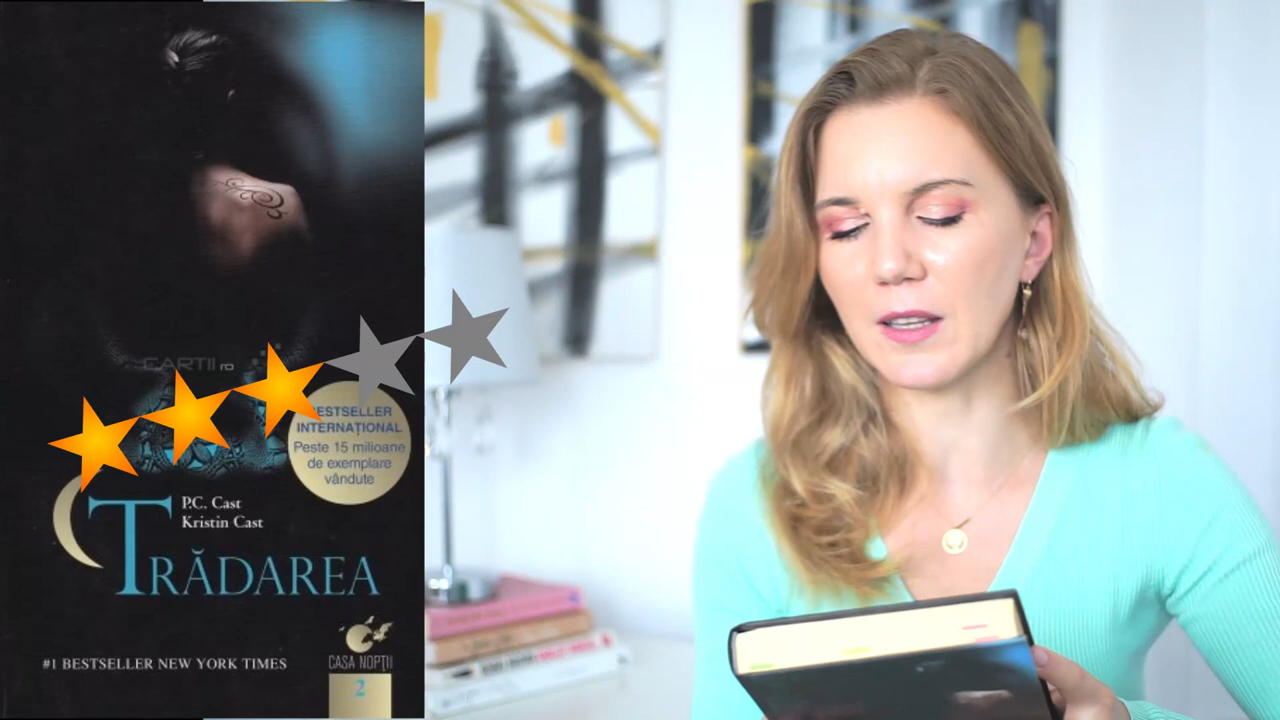 CARTII.ro
BESTSELLER
INTERNAȚIONAL
Peste 15 milioane
de exemplare
vândute
P.C. Cast
Kristin Cast
TRĂDAREA
#1 BESTSELLER NEW YORK TIMES
CASA NOPȚII
2